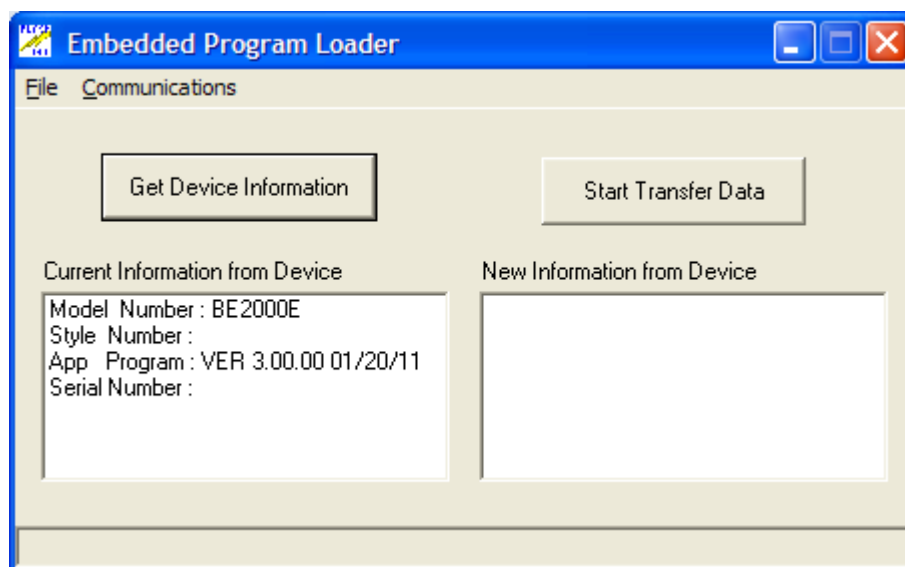 Embedded Program Loader
File Communications
Get Device Information
Start Transfer Data
Current Information from Device
New Information from Device
Model Number : BE2000E
Style Number :
App Program : VER 3.00.00 01/20/11
Serial Number :